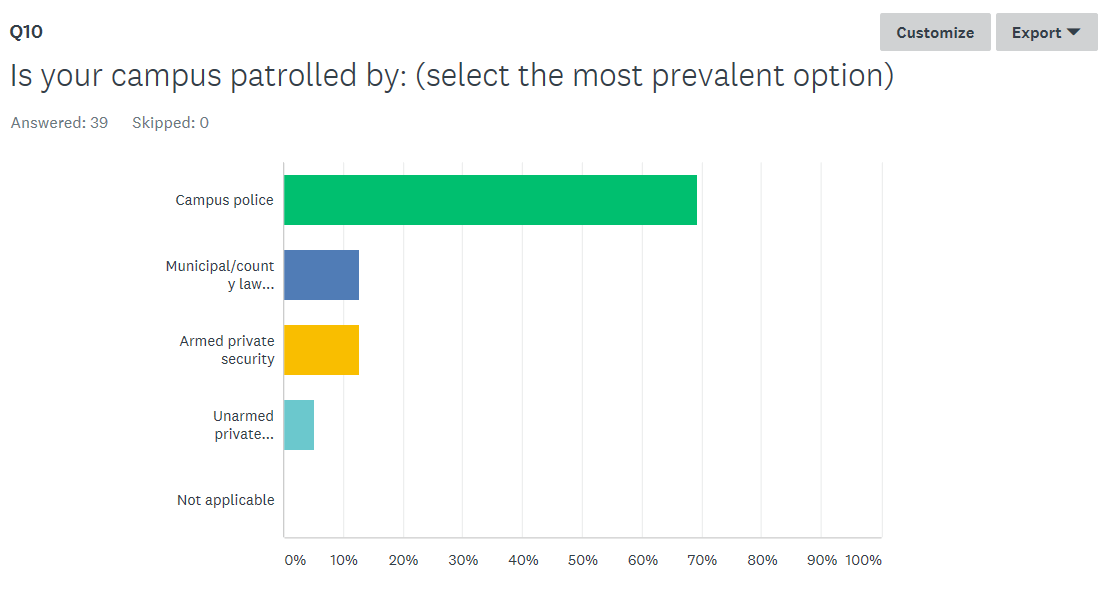 Q10
Customize
Export
Is your campus patrolled by: (select the most prevalent option)
Answered: 39 Skipped: 0
Campus police
Municipal/count
y law...
Armed private
security
Unarmed
private...
Not applicable
0% 10% 20% 30% 40% 50% 60% 70% 80% 90% 100%